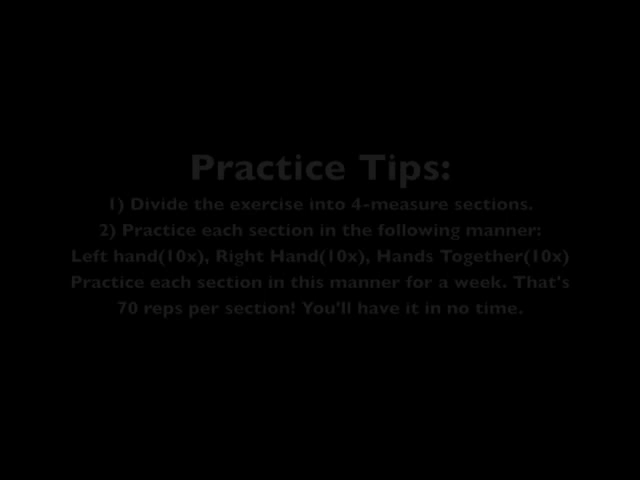 Practice Tips:
1) Divide the exercise into 4-measure sections.
2) Practice each section in the following manner:
Left hand(10x), Right Hand(10x), Hands Together(10x)
Practice each section in this manner for a week. That's
70 reps per section! You'll have it in no time.